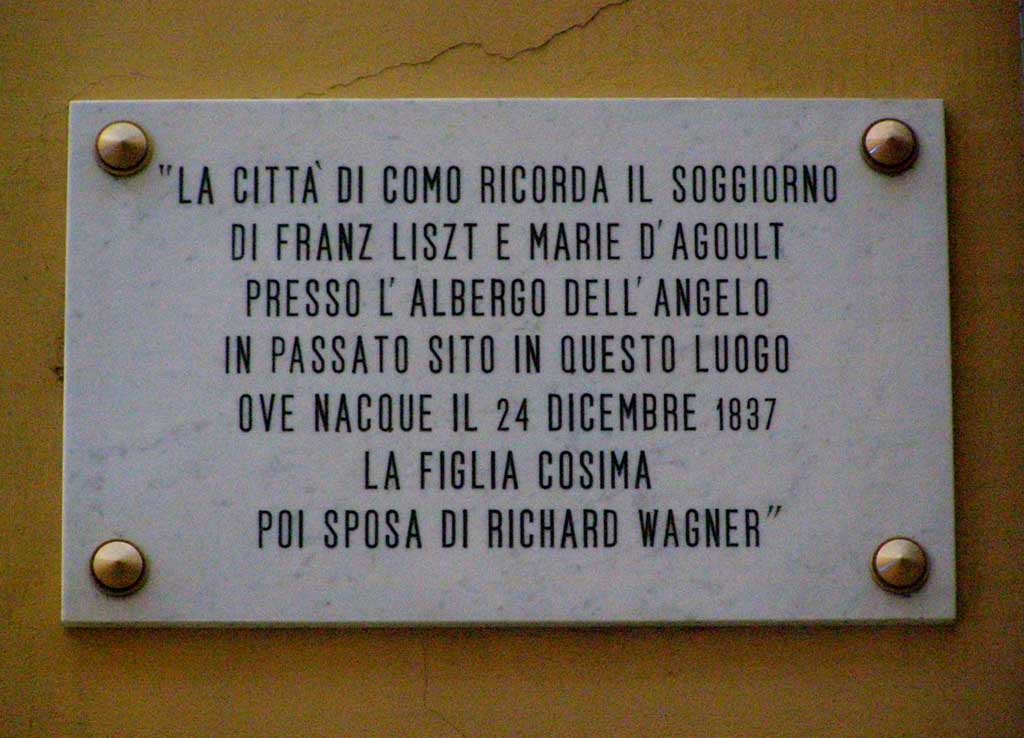 "LA CITTÀ DI COMO RICORDA IL SOGGIORNO
DI FRANZ LISZT E MARIE D'AGOULT
PRESSO L'ALBERGO DELL'ANGELO
IN PASSATO SITO IN QUESTO LUOGO
OVE NACQUE IL 24 DICEMBRE 1837
LA FIGLIA COSIMA
POI SPOSA DI RICHARD WAGNER"